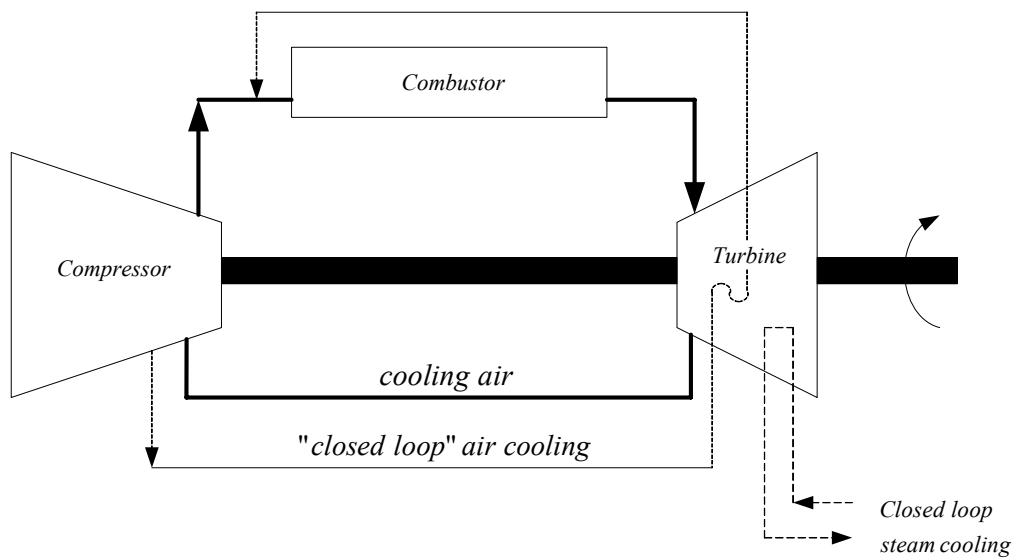 Combustor
Compressor
Turbine
cooling air
"closed loop" air cooling
Closed loop
steam cooling